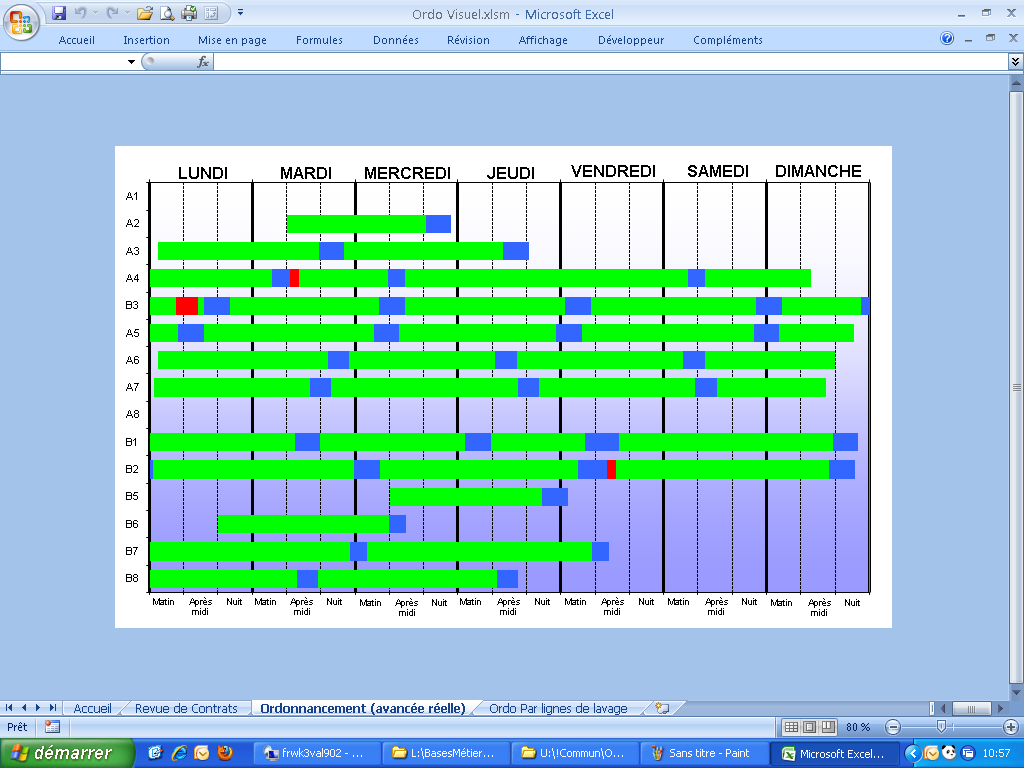 Ordo Visuel.xlsm - Microsoft Excel
Accueil Insertion Mise en page Formules Données Révision Affichage Développeur Compléments
fx
LUNDI MARDI MERCREDI JEUDI VENDREDI SAMEDI DIMANCHE
A1
A2
A3
A4
B3
A5
A6
A7
A8
B1
B2
B5
B6
B7
B8
Matin Après midi Nuit Matin Après midi Nuit Matin Après midi Nuit Matin Après midi Nuit Matin Après midi Nuit Matin Après midi Nuit Matin Après midi Nuit
Accueil Revue de Contrats Ordonnancement (avancée réelle) Ordo Par lignes de lavage
Prêt 80 %
démarrer frwk3val902 - ... L:\BasesMétier... U:\!Commun\O... Sans titre - Paint Microsoft Excel... 10:57